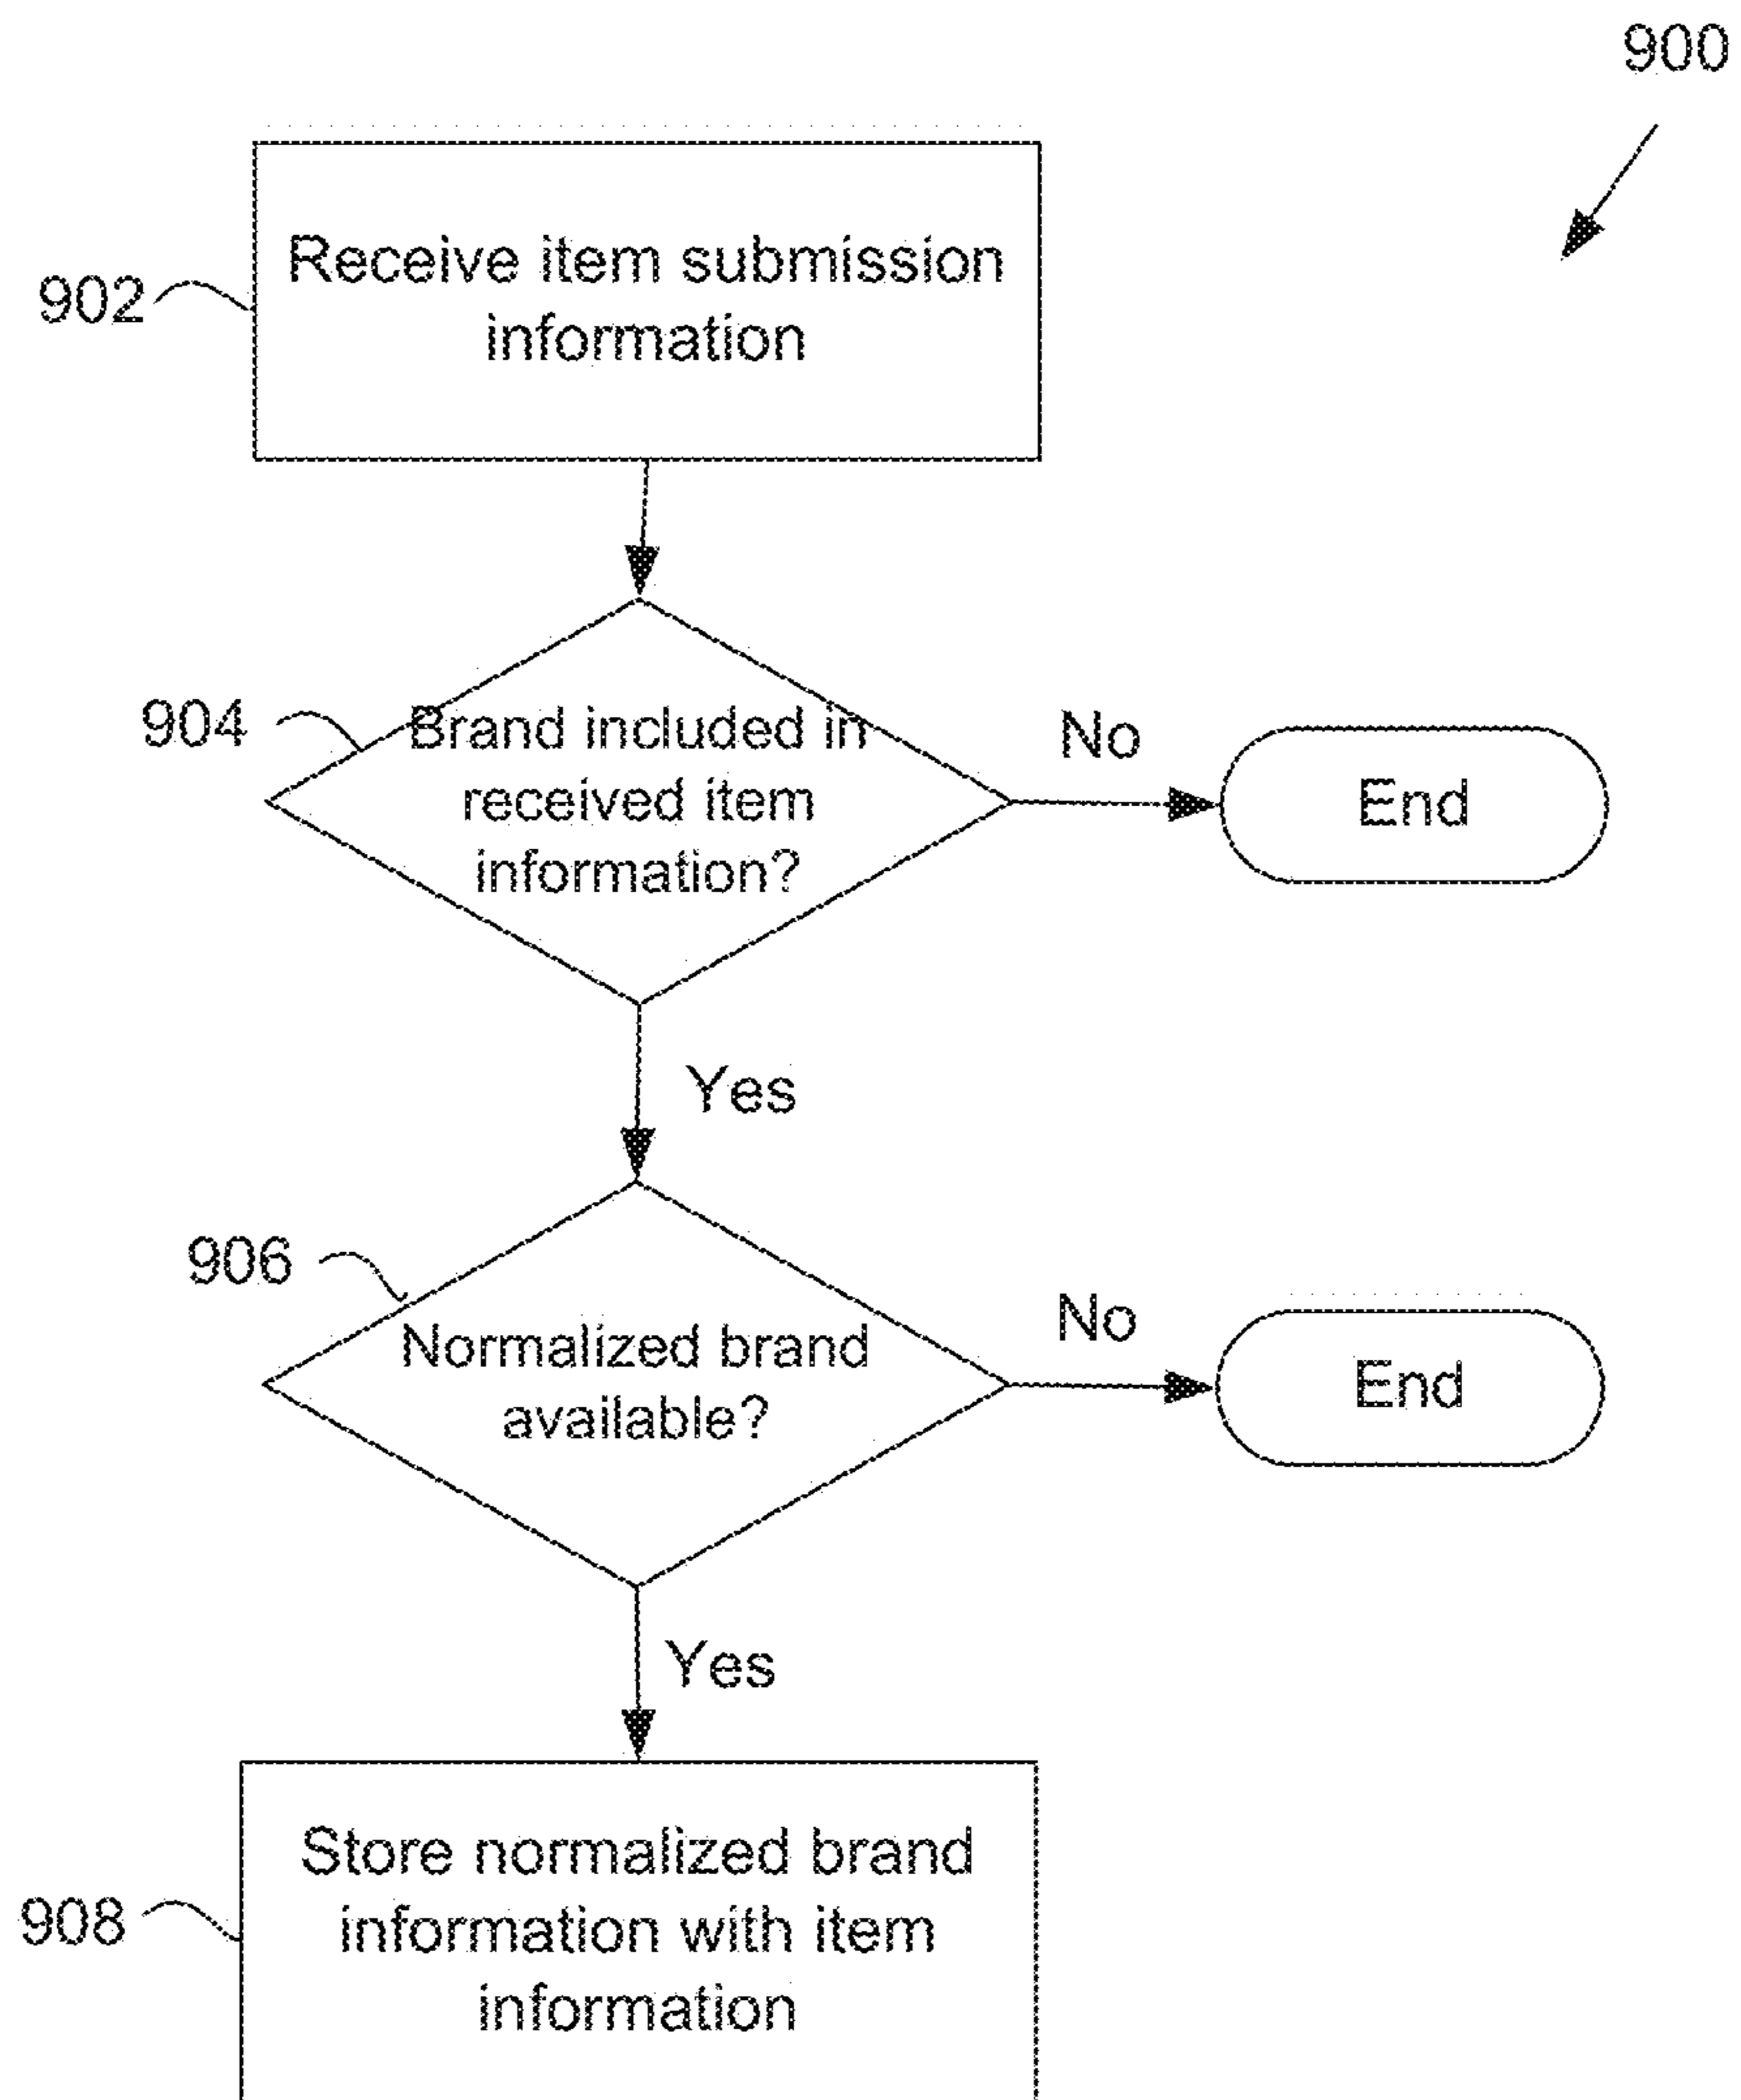 900
902
Receive item submission
information
904
Brand included in
received item
information?
No
End
Yes
906
Normalized brand
available?
No
End
Yes
908
Store normalized brand
information with item
information